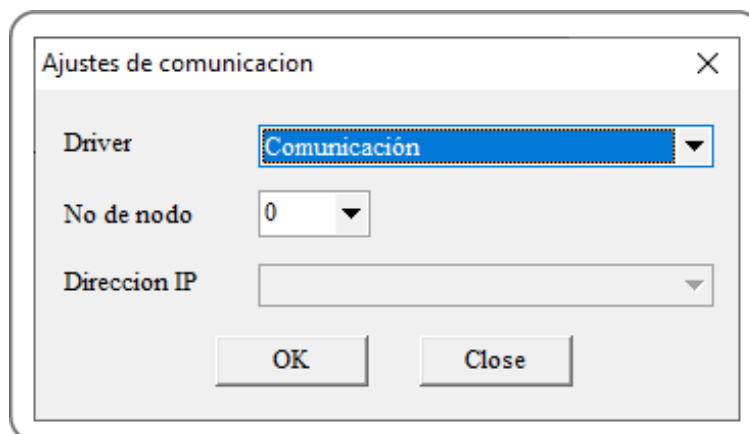 Ajustes de comunicacion
Driver Comunicación
No de nodo 0
Direccion IP
OK Close